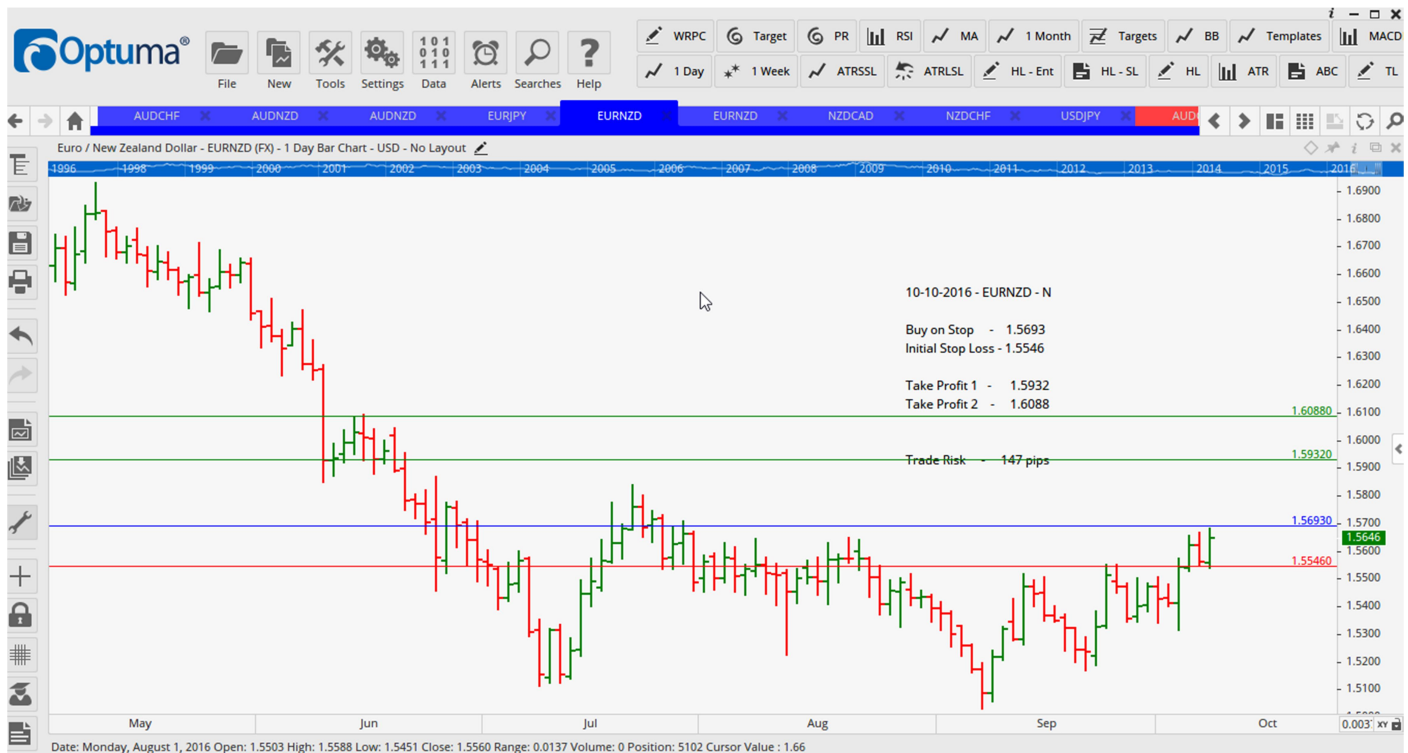 Optuma®
File
New
Tools
Settings
Data
Alerts
Searches
Help
WRPC
Target
PR
RSI
MA
1 Month
Targets
BB
Templates
MACD
1 Day
1 Week
ATRSSL
ATRLSL
HL - Ent
HL - SL
HL
ATR
ABC
TL
AUDCHF
AUDNZD
AUDNZD
EURJPY
EURNZD
EURNZD
NZDCAD
NZDCHF
USDJPY
Euro / New Zealand Dollar - EURNZD (FX) - 1 Day Bar Chart - USD - No Layout
1996 1998 1999 2000 2001 2002 2003 2004 2005 2006 2007 2008 2009 2010 2011 2012 2013 2014 2015 2016
1.6900
1.6800
1.6700
1.6600
1.6500
1.6400
1.6300
1.6200
1.6100
1.6000
1.5900
1.5800
1.5700
1.5646
1.5600
1.5500
1.5400
1.5300
1.5200
1.5100
10-10-2016 - EURNZD - N
Buy on Stop - 1.5693
Initial Stop Loss - 1.5546
Take Profit 1 - 1.5932
Take Profit 2 - 1.6088
1.60880
1.59320
Trade Risk - 147 pips
1.56930
1.55460
May Jun Jul Aug Sep Oct
XY
Date: Monday, August 1, 2016 Open: 1.5503 High: 1.5588 Low: 1.5451 Close: 1.5560 Range: 0.0137 Volume: 0 Position: 5102 Cursor Value : 1.66